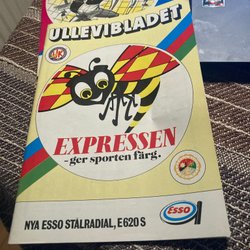 ULLEVIBLADET
EXPRESSEN
- ger sporten färg.
Esso
NYA ESSO STÅLRADIAL, E620 S